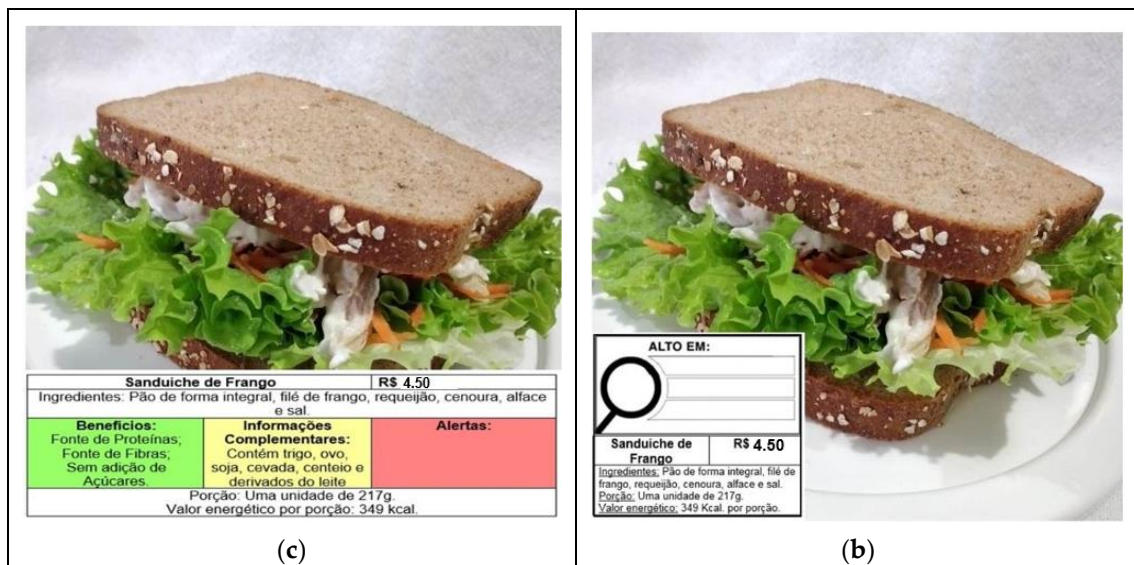 Sanduiche de Frango R$ 4.50
Ingredientes: Pão de forma integral, filé de frango, requeijão, cenoura, alface
e sal.
Beneficios:
Fonte de Proteínas;
Fonte de Fibras;
Sem adição de
Açúcares.
Informações
Complementares:
Contém trigo, ovo,
soja, cevada, centeio e
derivados do leite
Alertas:
Porção: Uma unidade de 217g.
Valor energético por porção: 349 kcal.
(c)
ALTO EM:
Sanduiche de
Frango
R$ 4.50
Ingredientes: Pão de forma integral, filé de
frango, requeijão, cenoura, alface e sal.
Porção: Uma unidade de 217g.
Valor energético: 349 Kcal. por porção.
(b)